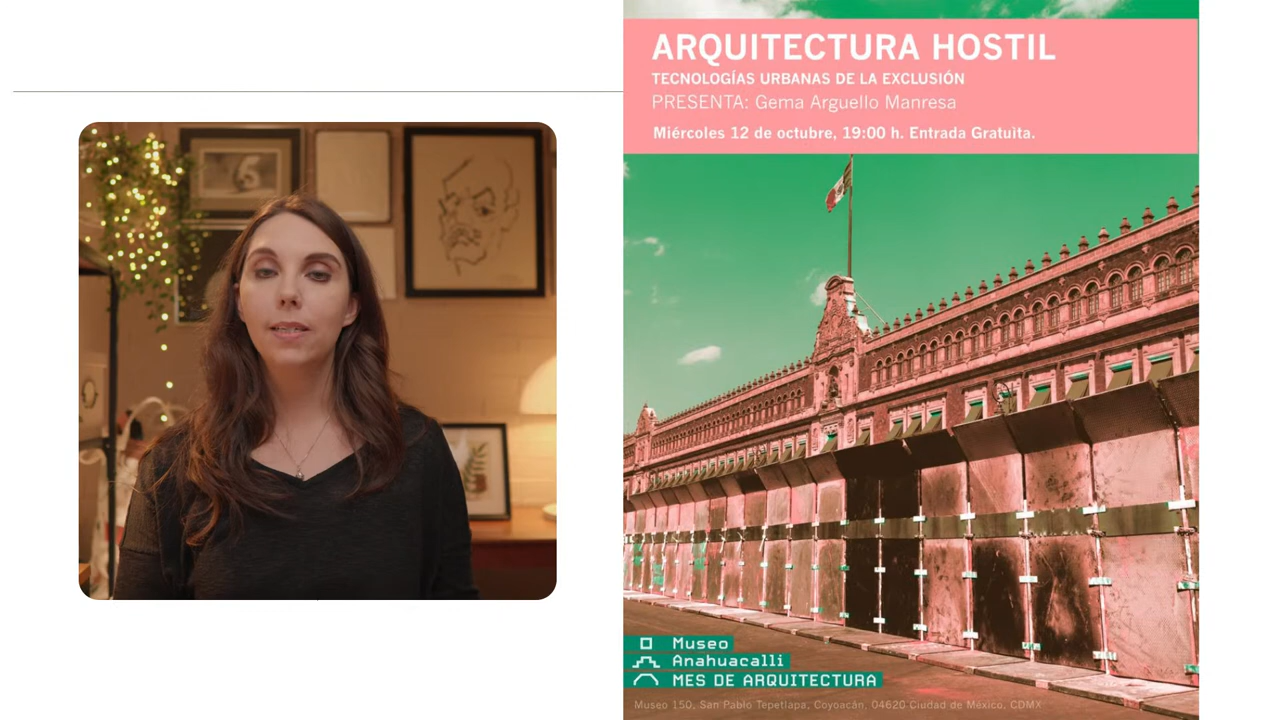 ARQUITECTURA HOSTIL
TECNOLOGÍAS URBANAS DE LA EXCLUSIÓN
PRESENTA: Gema Arguello Manresa
Miércoles 12 de octubre, 19:00 h. Entrada Gratuita.
Museo
Anahuacalli
MES DE ARQUITECTURA
Museo 150, San Pablo Tepetlapa, Coyoacán, 04620 Ciudad de México, CDMX